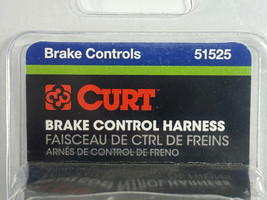 Brake Controls 51525
CURT
BRAKE CONTROL HARNESS
FAISCEAU DE CTRL DE FREINS
ARNÉS DE CONTROL DE FRENO